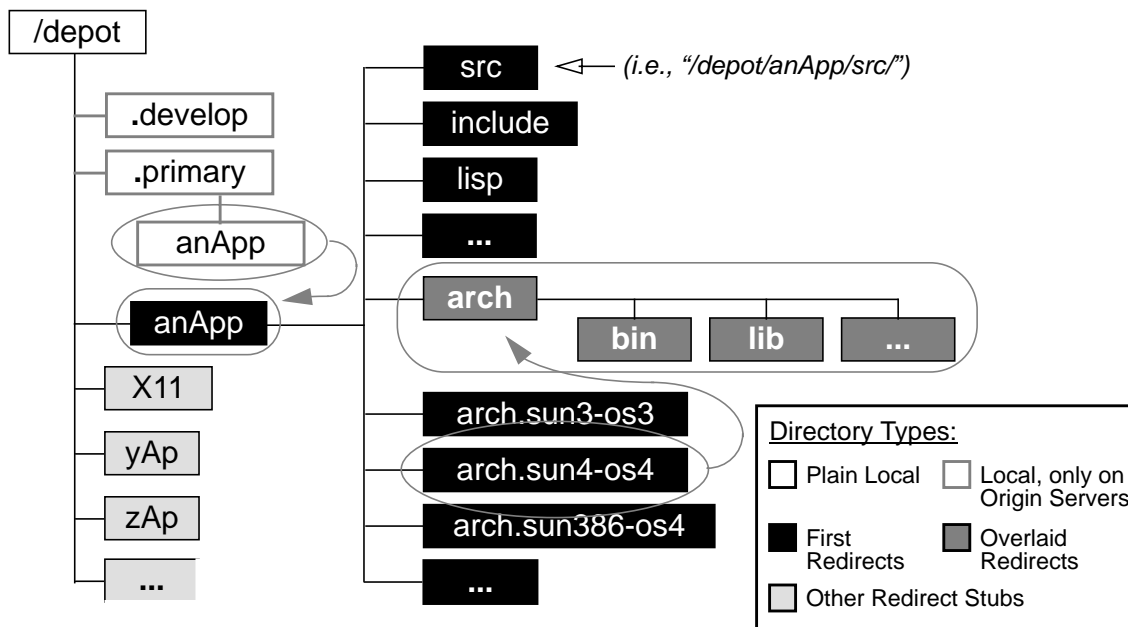 /depot
.develop
.primary
anApp
anApp
X11
yAp
zAp
...
src
(i.e., “/depot/anApp/src/”)
include
lisp
...
arch
bin
lib
...
arch.sun3-os3
arch.sun4-os4
arch.sun386-os4
...
Directory Types:
Plain Local
Local, only on
Origin Servers
First
Redirects
Overlaid
Redirects
Other Redirect Stubs